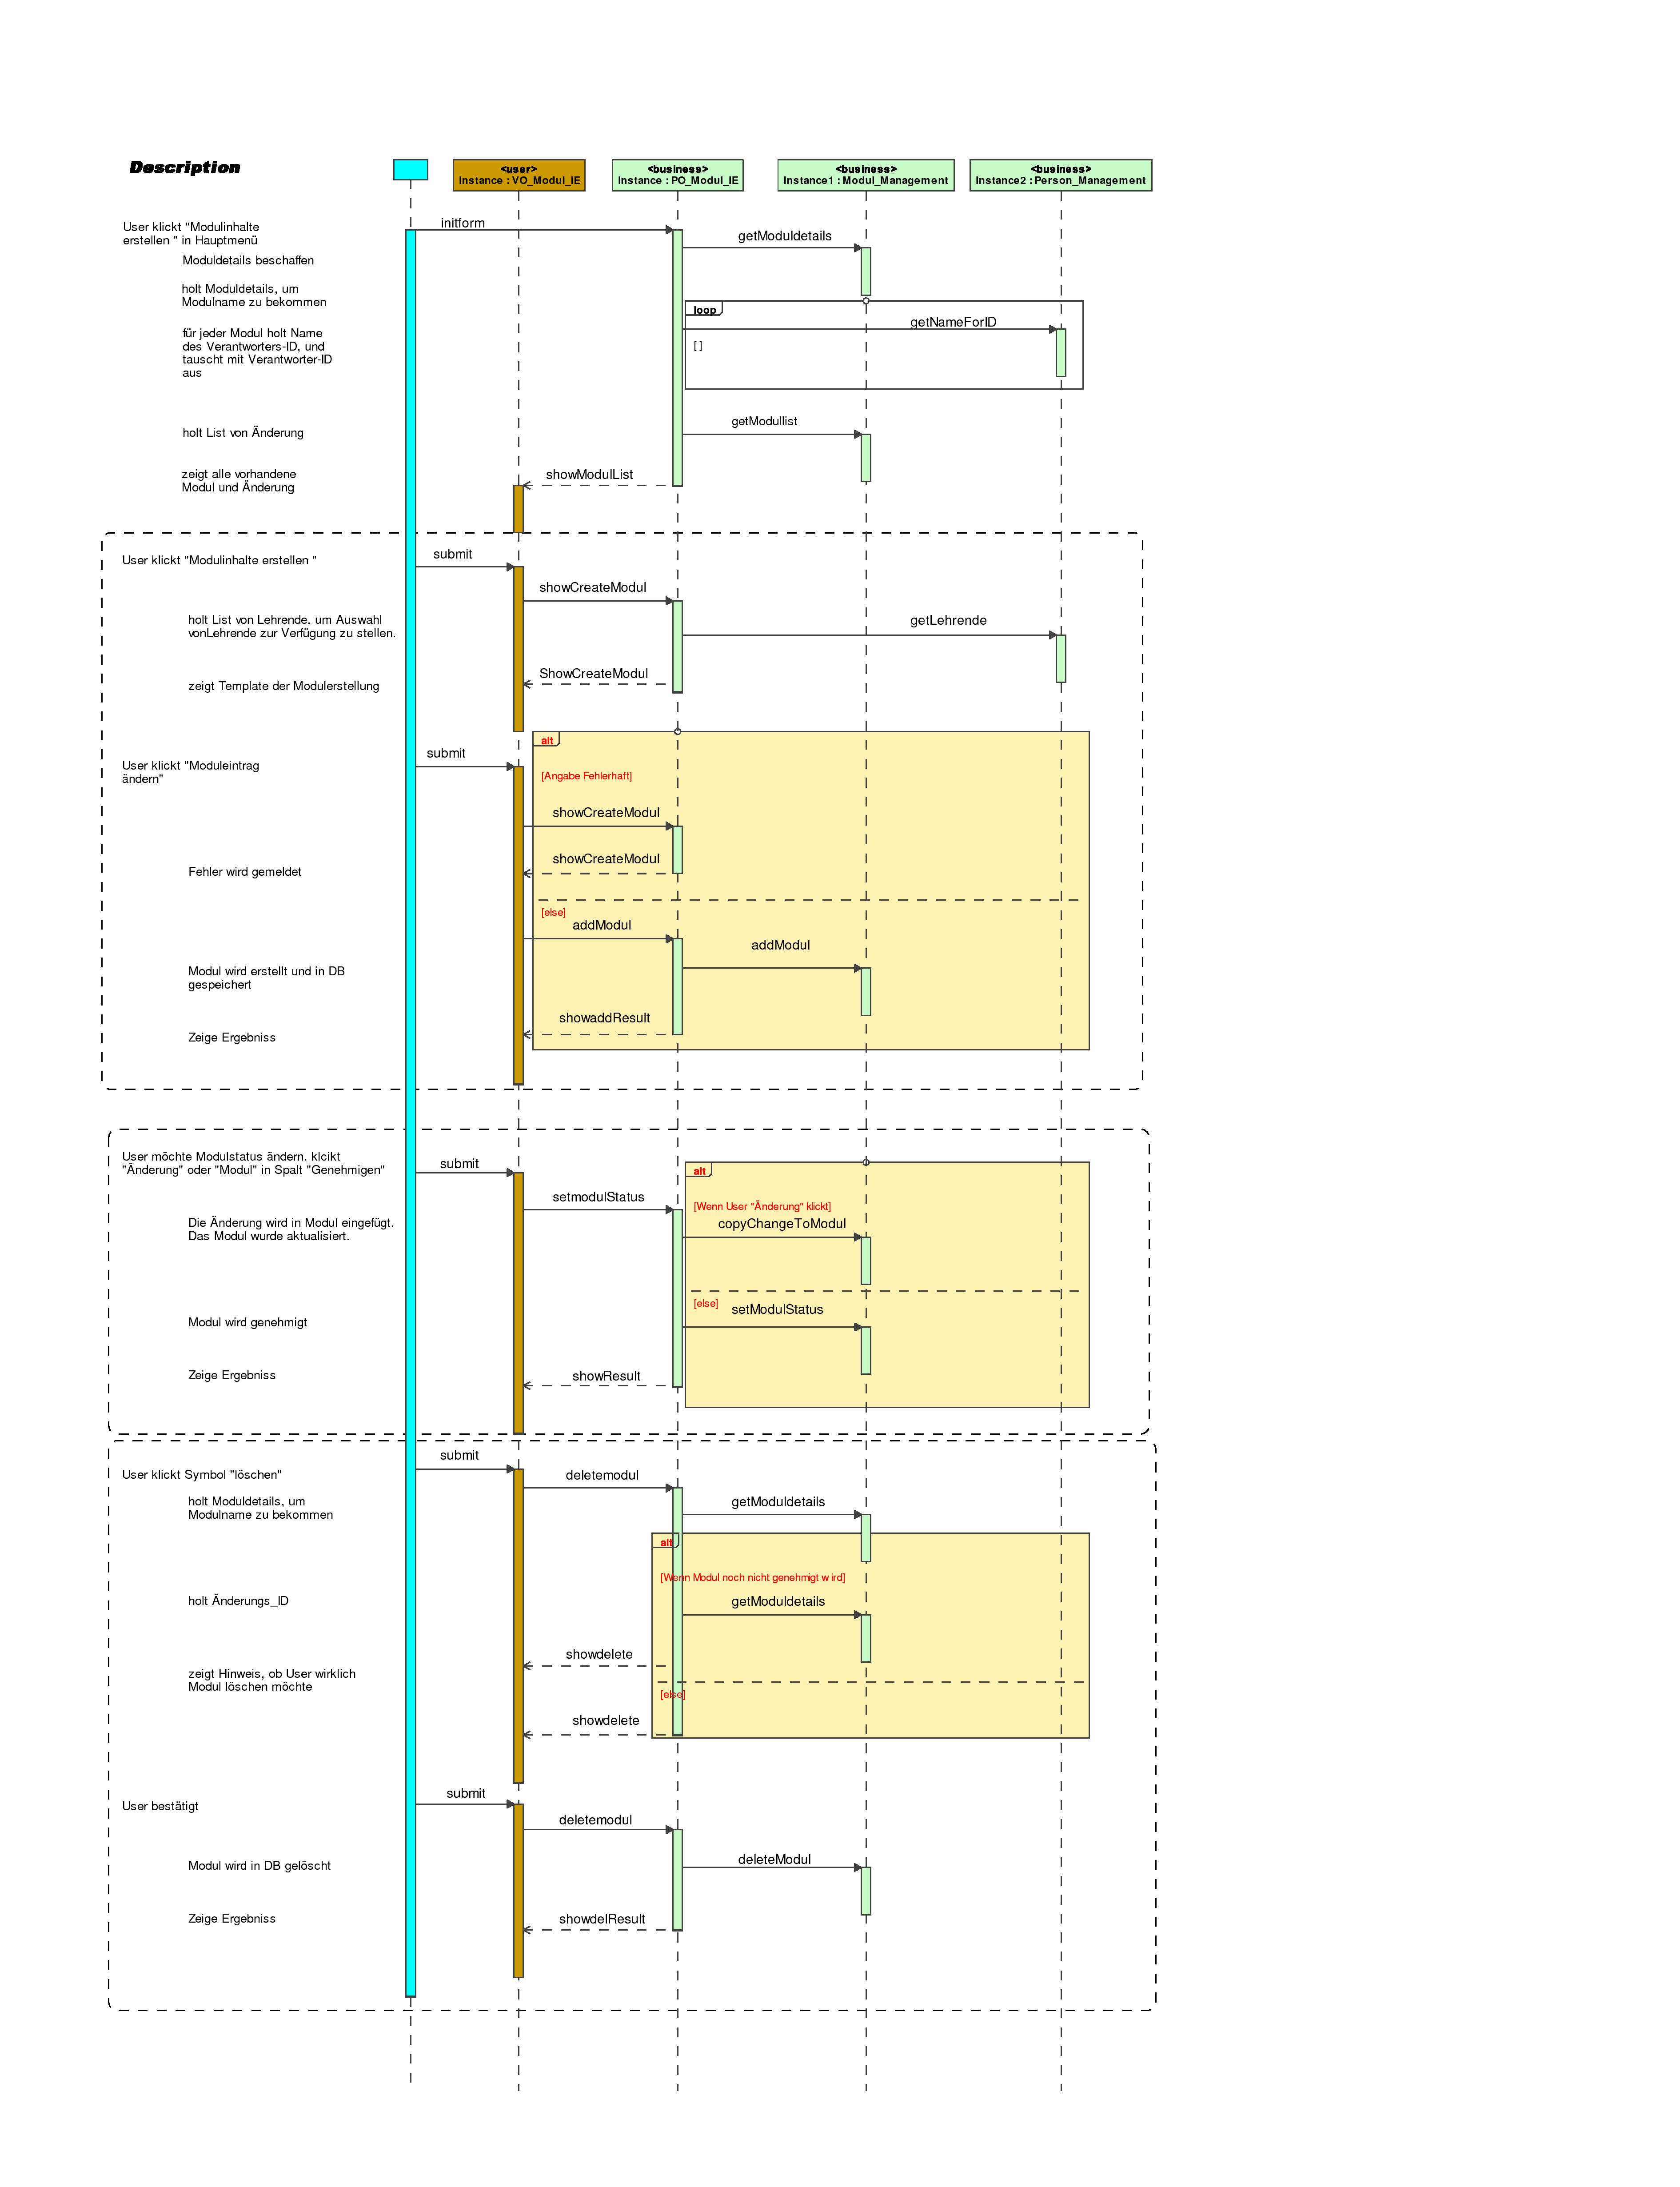 Description
<user>
Instance : VO_Modul_IE
<business>
Instance : PO_Modul_IE
<business>
Instance1 : Modul_Management
<business>
Instance2 : Person_Management
User klickt "Modulinhalte
erstellen " in Hauptmenü
initform
getModuldetails
Moduldetails beschaffen
holt Moduldetails, um
Modulname zu bekommen
loop
getNameForID
[ ]
für jeder Modul holt Name
des Verantworters-ID, und
tauscht mit Verantworter-ID
aus
getModullist
holt List von Änderung
showModulList
zeigt alle vorhandene
Modul und Änderung
User klickt "Modulinhalte erstellen "
submit
showCreateModul
holt List von Lehrende. um Auswahl
vonLehrende zur Verfügung zu stellen.
getLehrende
ShowCreateModul
zeigt Template der Modulerstellung
alt
submit
User klickt "Moduleintrag
ändern"
[Angabe Fehlerhaft]
showCreateModul
showCreateModul
Fehler wird gemeldet
[else]
addModul
addModul
Modul wird erstellt und in DB
gespeichert
showaddResult
Zeige Ergebniss
User möchte Modulstatus ändern. klcikt
"Änderung" oder "Modul" in Spalt "Genehmigen"
submit
alt
setmodulStatus
[Wenn User "Änderung" klickt]
copyChangeToModul
Die Änderung wird in Modul eingefügt.
Das Modul wurde aktualisiert.
[else]
setModulStatus
Modul wird genehmigt
showResult
Zeige Ergebniss
submit
User klickt Symbol "löschen"
deletemodul
getModuldetails
holt Moduldetails, um
Modulname zu bekommen
alt
[Wenn Modul noch nicht genehmigt wird]
getModuldetails
holt Änderungs_ID
showdelete
zeigt Hinweis, ob User wirklich
Modul löschen möchte
[else]
showdelete
submit
User bestätigt
deletemodul
deleteModul
Modul wird in DB gelöscht
showdelResult
Zeige Ergebniss